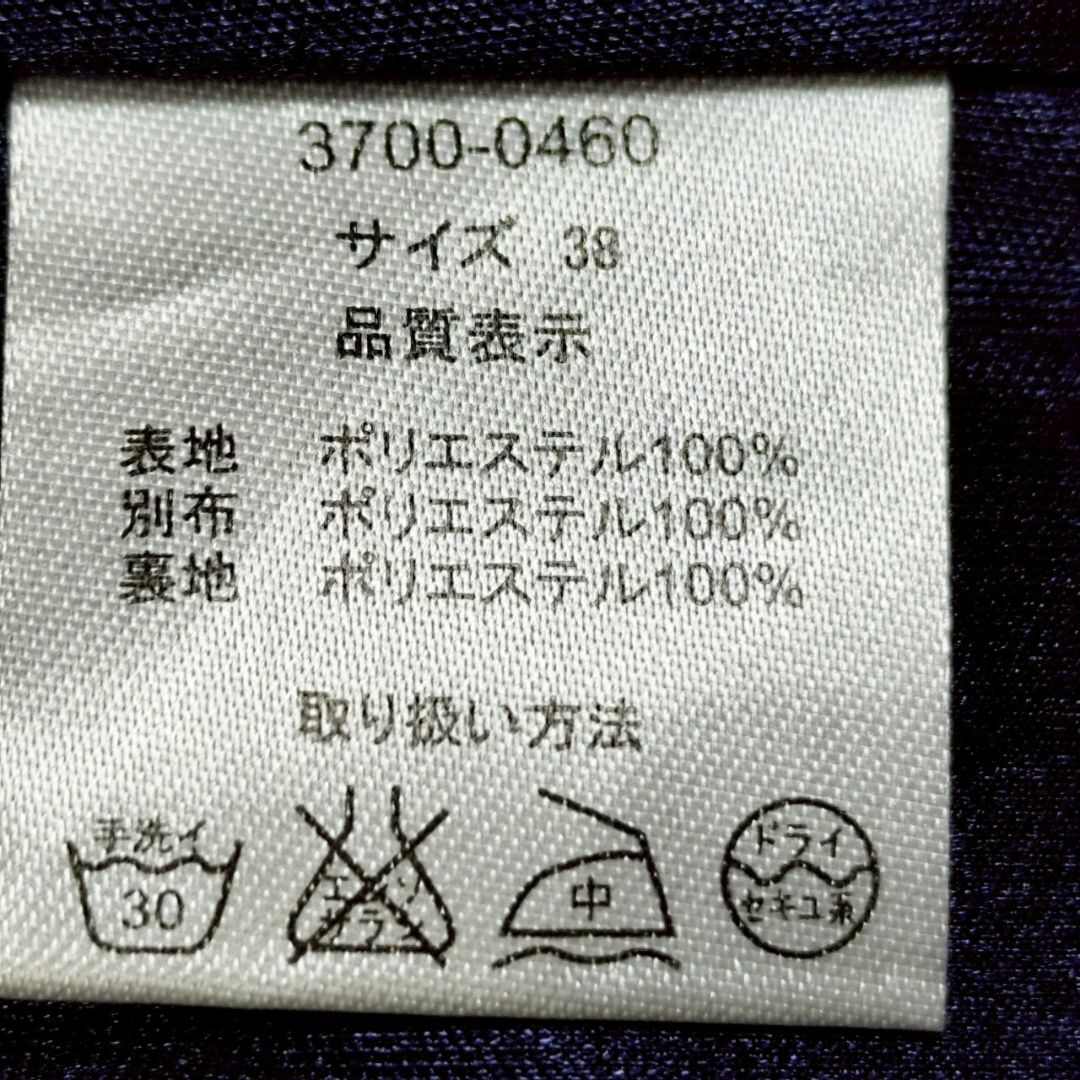 3700-0460
サイズ 38
品質表示
表地 ポリエステル100%
別布 ポリエステル100%
裏地 ポリエステル100%
取り扱い方法
手洗イ
30
エンソ
サラシ
中
ドライ
セキユ系